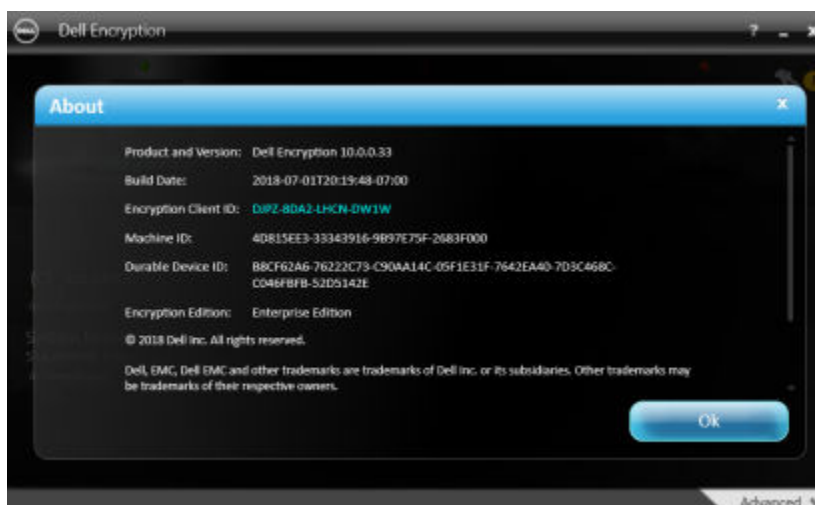 DELL
Dell Encryption
? _ x
About
x
Product and Version: Dell Encryption 10.0.0.33
Build Date: 2018-07-01T20:19:48-07:00
Encryption Client ID: DJPZ-8DA2-LHCN-DW1W
Machine ID: 4D815EE3-33343916-9B97E75F-2683F000
Durable Device ID: B8CF62A6-76222C73-C90AA14C-05F1E31F-7642EA40-7D3C468C-
C046FBFB-52D5142E
Encryption Edition: Enterprise Edition
© 2018 Dell Inc. All rights reserved.
Dell, EMC, Dell EMC and other trademarks are trademarks of Dell Inc. or its subsidiaries. Other trademarks may
be trademarks of their respective owners.
Ok
Advanced